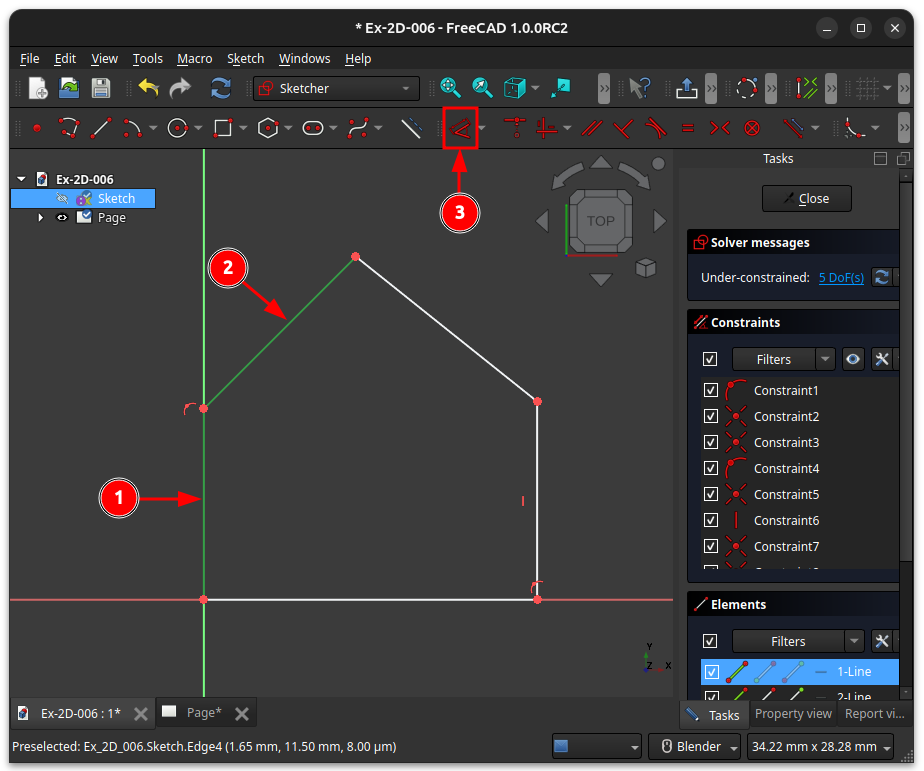 * Ex-2D-006 - FreeCAD 1.0.0RC2
File Edit View Tools Macro Sketch Windows Help
Sketcher
Ex-2D-006
Sketch
Page
3
2
1
TOP
Y
Z X
Tasks
Close
Solver messages
Under-constrained: 5 DoF(s)
Constraints
Filters
Constraint1
Constraint2
Constraint3
Constraint4
Constraint5
Constraint6
Constraint7
Elements
Filters
1-Line
2-Line
Ex-2D-006 : 1*
Page*
Tasks Property view Report vi...
Preselected: Ex_2D_006.Sketch.Edge4 (1.65 mm, 11.50 mm, 8.00 μm)
Blender
34.22 mm x 28.28 mm